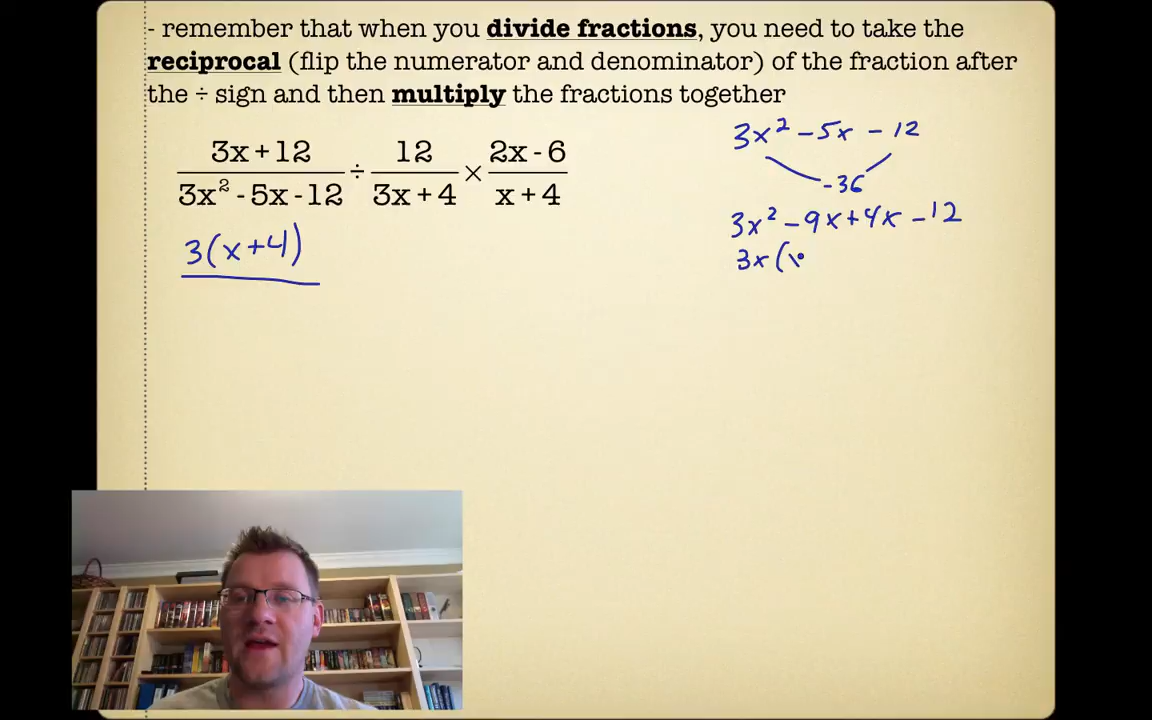 - remember that when you divide fractions, you need to take the
reciprocal (flip the numerator and denominator) of the fraction after
the ÷ sign and then multiply the fractions together
3x + 12 / 3x² - 5x - 12 ÷ 12 / 3x + 4 × 2x - 6 / x + 4
3(x+4)
3x² - 5x - 12
-36
3x² - 9x + 4x - 12
3x(